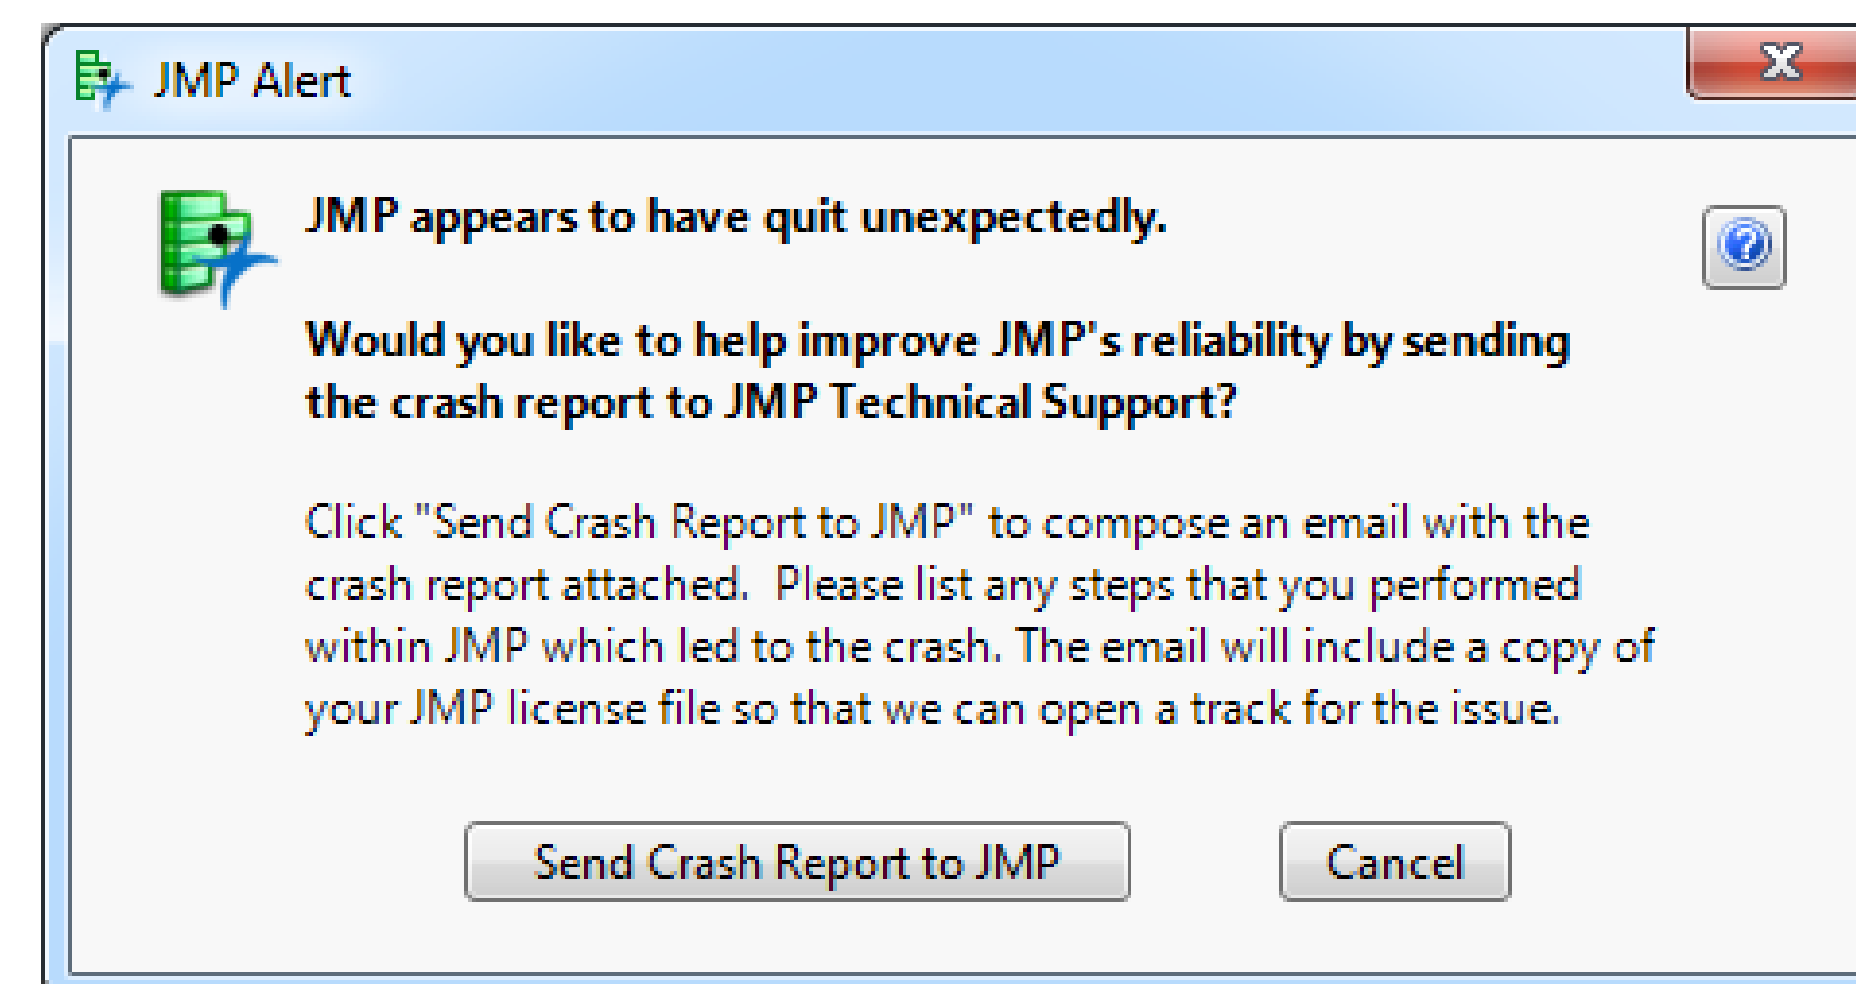 JMP Alert
JMP appears to have quit unexpectedly.
Would you like to help improve JMP's reliability by sending
the crash report to JMP Technical Support?
Click "Send Crash Report to JMP" to compose an email with the
crash report attached.  Please list any steps that you performed
within JMP which led to the crash. The email will include a copy of
your JMP license file so that we can open a track for the issue.
Send Crash Report to JMP
Cancel